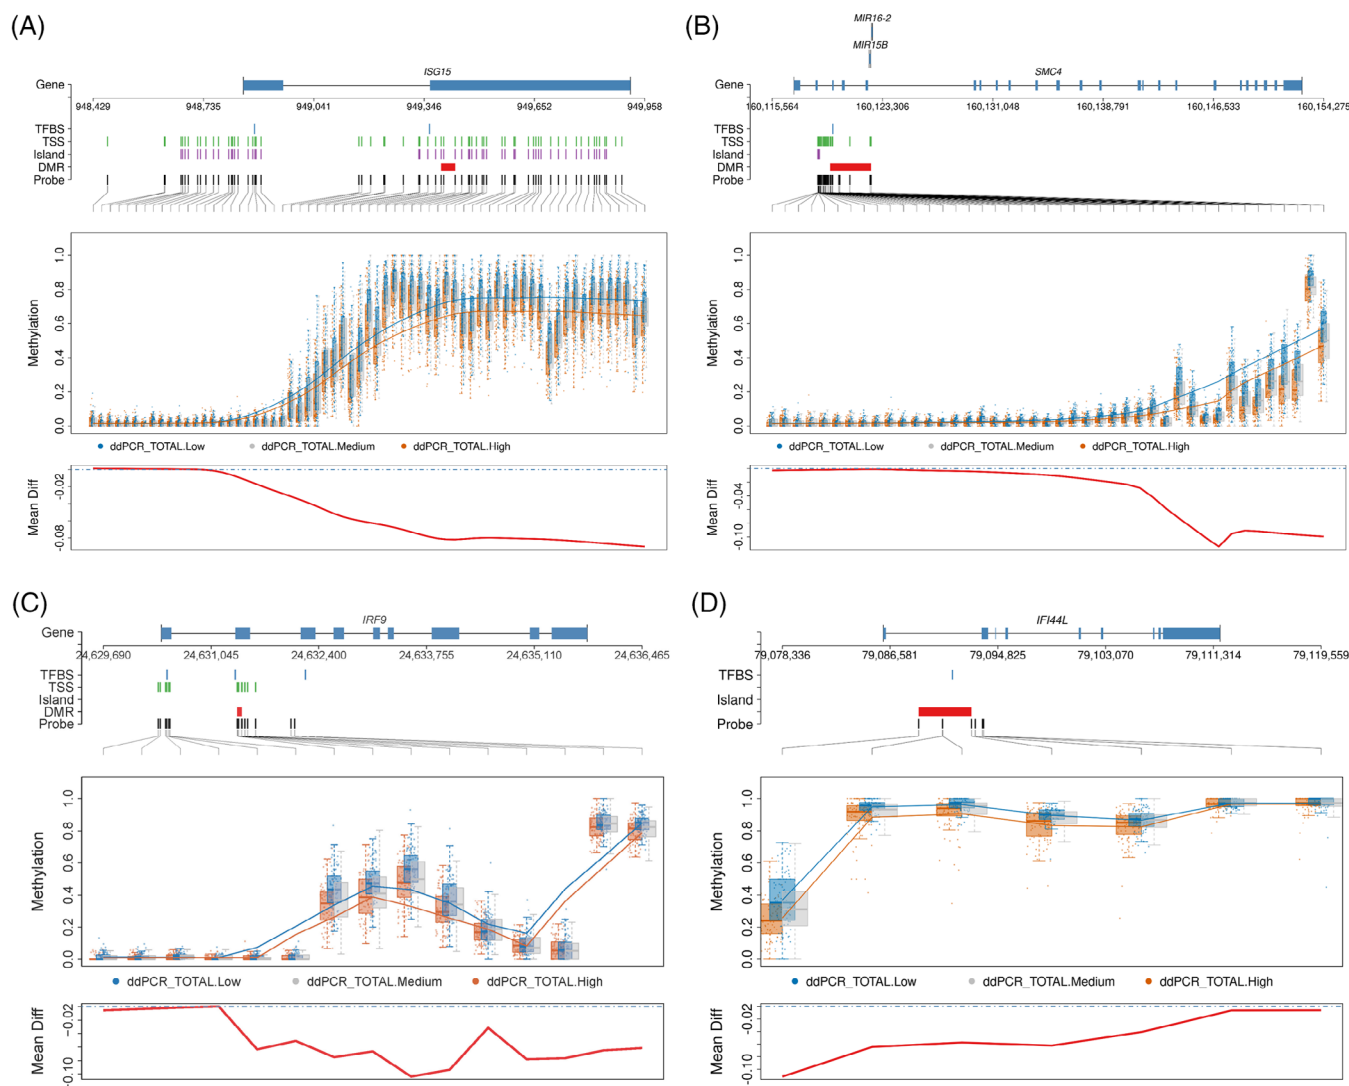 (A)
ISG15
Gene
948,429 948,735 949,041 949,346 949,652 949,958
TFBS
TSS
Island
DMR
Probe
Methylation
1.0
0.8
0.6
0.4
0.2
0.0
ddPCR_TOTAL.Low ddPCR_TOTAL.Medium ddPCR_TOTAL.High
Mean Diff
-0.02
-0.08
(B)
MIR16-2
MIR15B
SMC4
Gene
160,115,564 160,123,306 160,131,048 160,138,791 160,146,533 160,154,275
TFBS
TSS
Island
DMR
Probe
Methylation
1.0
0.8
0.6
0.4
0.2
0.0
ddPCR_TOTAL.Low ddPCR_TOTAL.Medium ddPCR_TOTAL.High
Mean Diff
-0.04
-0.10
(C)
IRF9
Gene
24,629,690 24,631,045 24,632,400 24,633,755 24,635,110 24,636,465
TFBS
TSS
Island
DMR
Probe
Methylation
1.0
0.8
0.6
0.4
0.2
0.0
ddPCR_TOTAL.Low ddPCR_TOTAL.Medium ddPCR_TOTAL.High
Mean Diff
-0.02
-0.10
(D)
IFI44L
Gene
79,078,336 79,086,581 79,094,825 79,103,070 79,111,314 79,119,559
TFBS
Island
DMR
Probe
Methylation
1.0
0.8
0.6
0.4
0.2
0.0
ddPCR_TOTAL.Low ddPCR_TOTAL.Medium ddPCR_TOTAL.High
Mean Diff
-0.02
-0.10